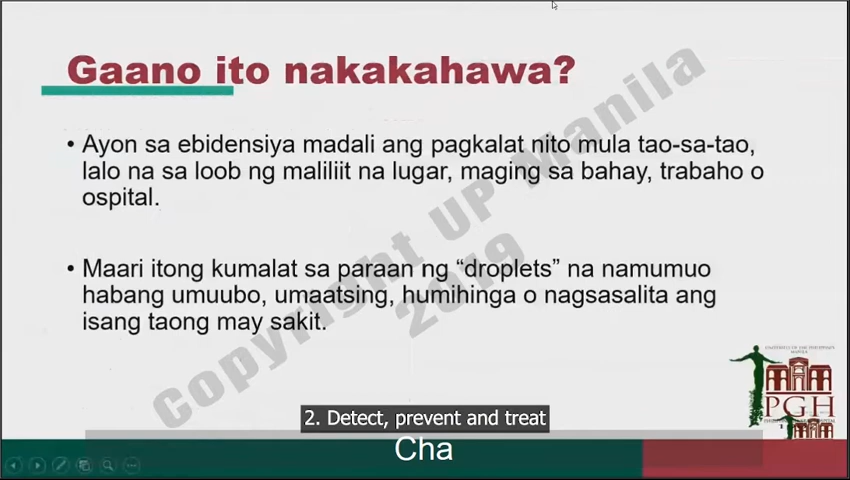 Gaano ito nakakahawa?
• Ayon sa ebidensiya madali ang pagkalat nito mula tao-sa-tao,
lalo na sa loob ng maliliit na lugar, maging sa bahay, trabaho o
ospital.
• Maari itong kumalat sa paraan ng “droplets” na namumuo
habang umuubo, umaatsing, humihinga o nagsasalita ang
isang taong may sakit.
Copyright UP Manila
2019
PGH
2. Detect, prevent and treat
Cha